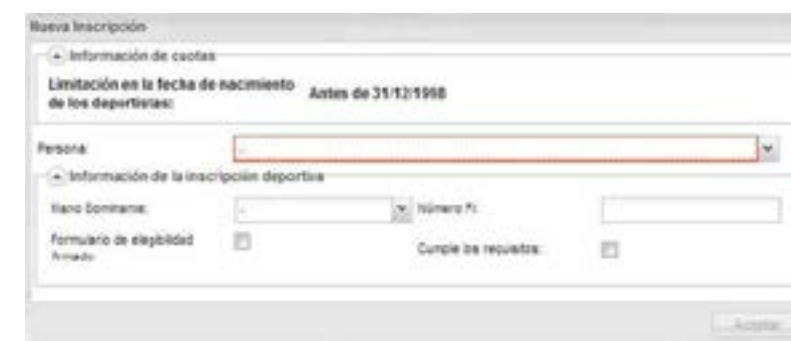 Nueva Inscripción
Información de cuotas
Limitación en la fecha de nacimiento
de los deportistas:
Antes de 31/12/1998
Persona:
Información de la inscripción deportiva
Mano Dominante:
Número FI:
Formulario de elegibilidad
firmado:
Cumple los requisitos:
Aceptar